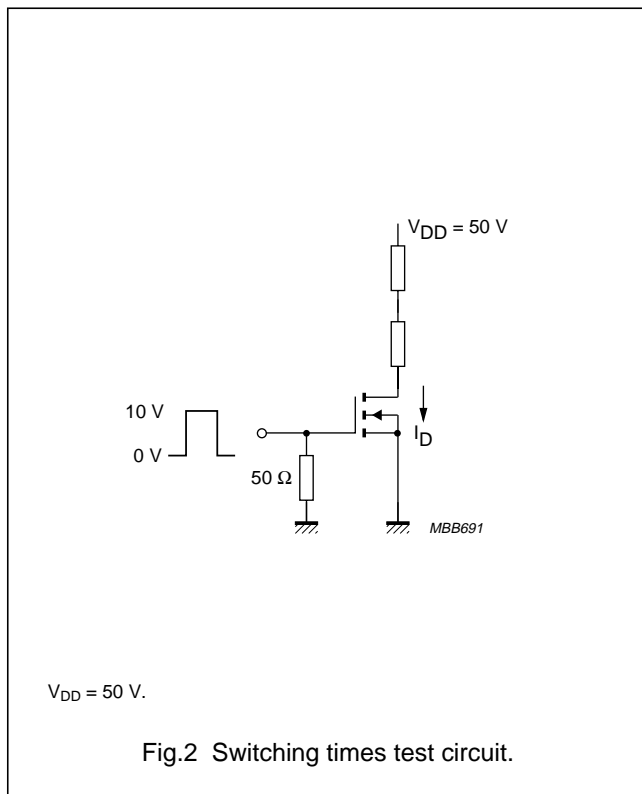 V_DD = 50 V
10 V
0 V
I_D
50 Ω
MBB691
V_DD = 50 V.
Fig.2 Switching times test circuit.